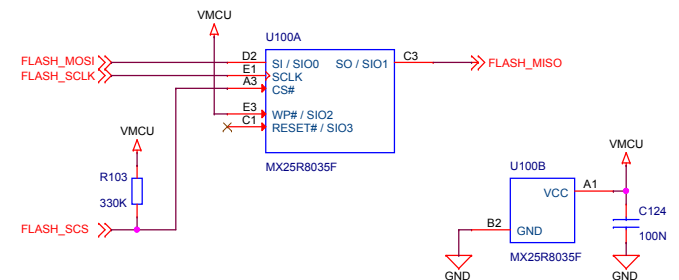 VMCU
U100A
FLASH_MOSI
D2
SI / SIO0
SO / SIO1
C3
FLASH_MISO
FLASH_SCLK
E1
SCLK
A3
CS#
E3
WP# / SIO2
C1
RESET# / SIO3
MX25R8035F
VMCU
R103
330K
FLASH_SCS
VMCU
U100B
VCC
A1
B2
GND
C124
100N
MX25R8035F
GND
GND